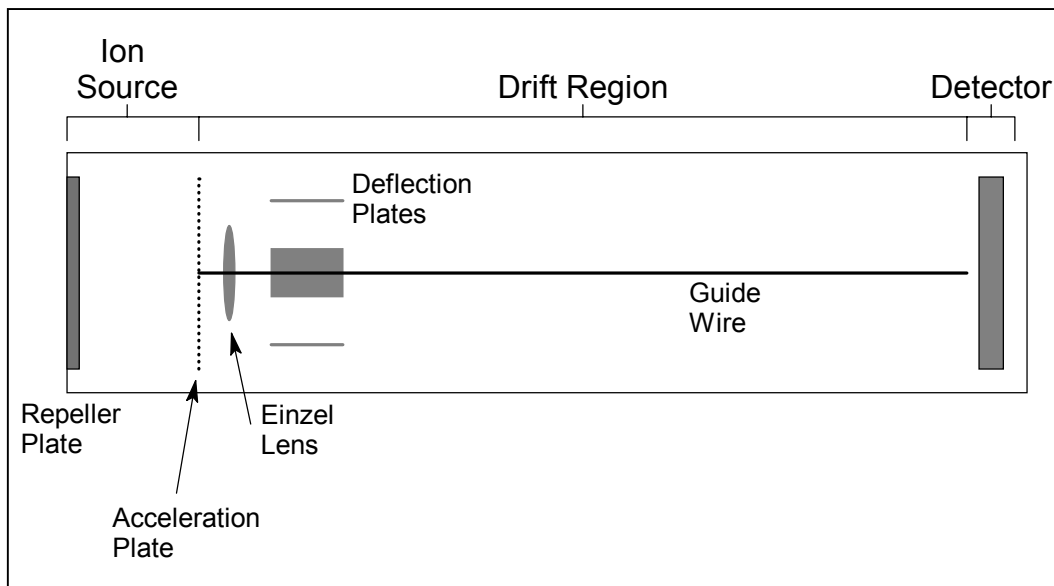 Ion
Source
Drift Region
Detector
Deflection
Plates
Guide
Wire
Repeller
Plate
Einzel
Lens
Acceleration
Plate